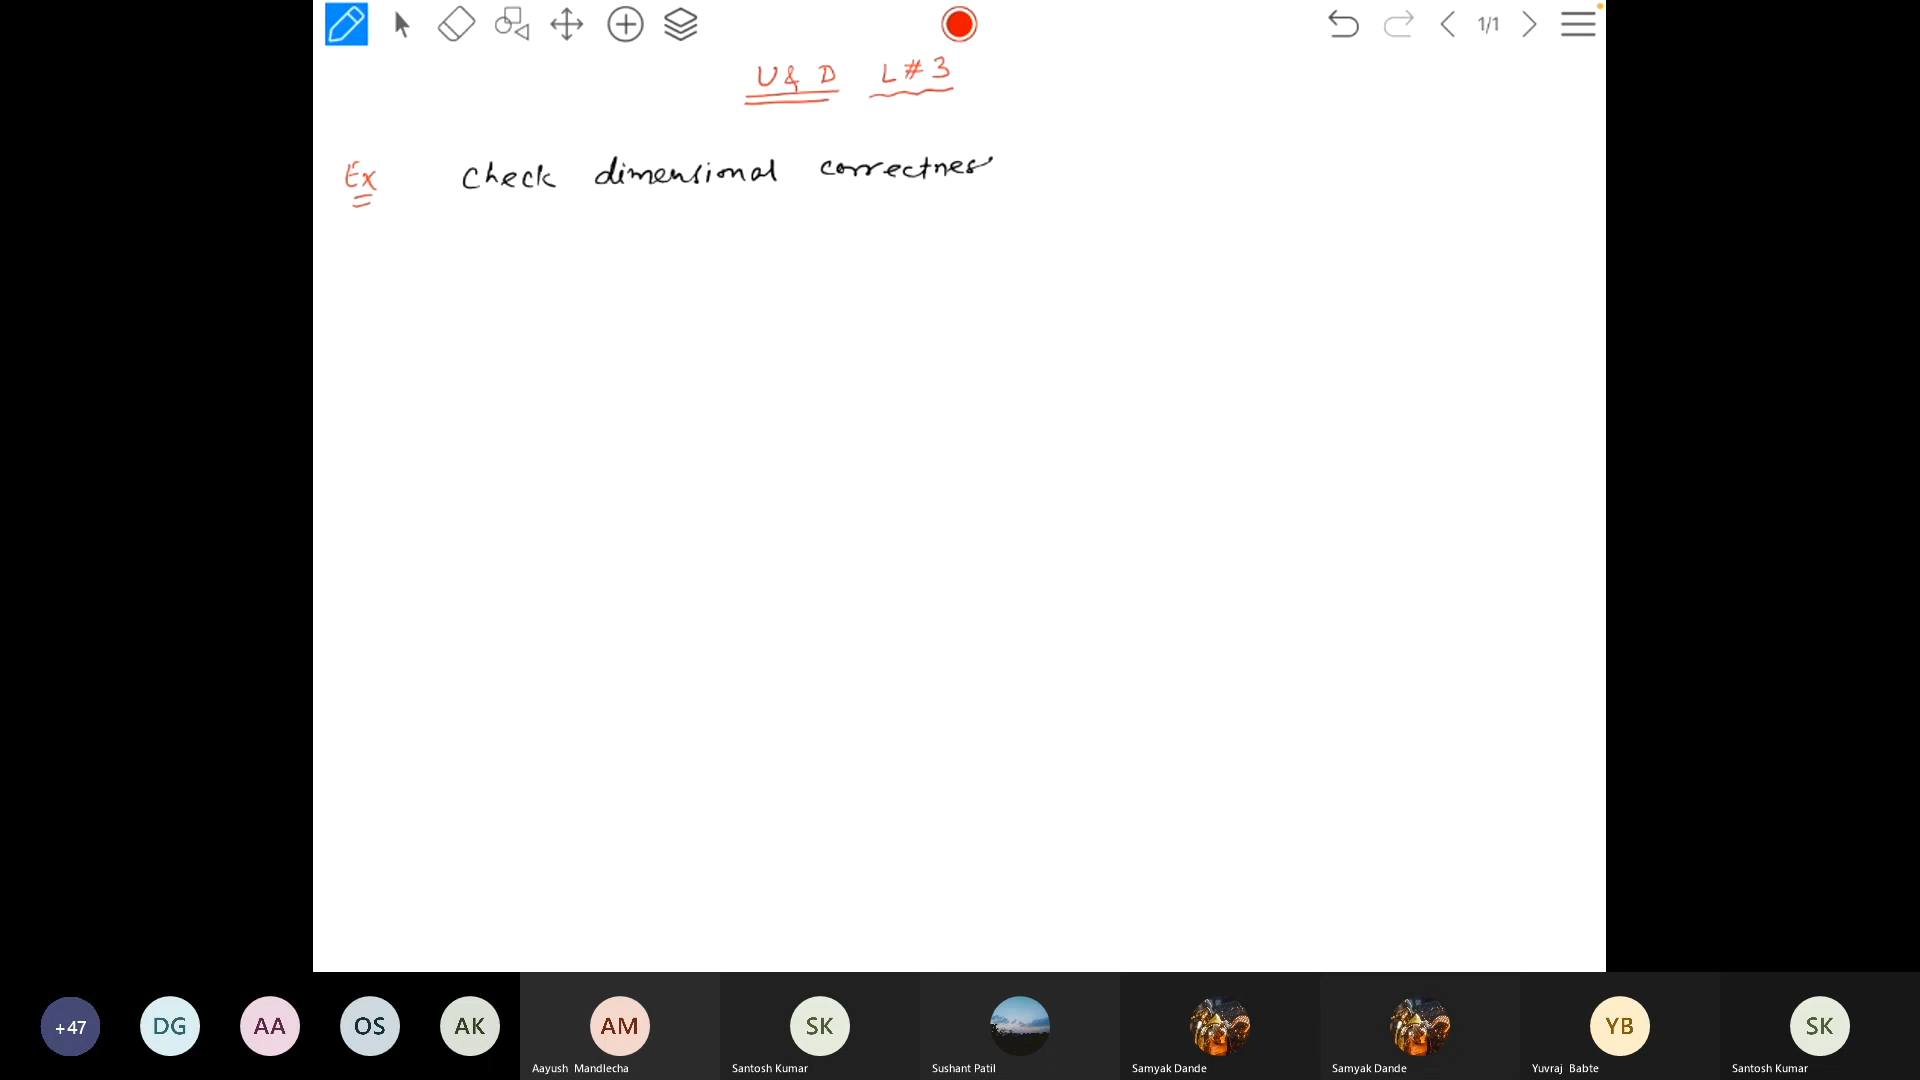 1/1
U & D L # 3
Ex check dimensional correctnes
+47 DG AA OS AK AM SK YB SK
Aayush Mandlecha Santosh Kumar Sushant Patil Samyak Dande Samyak Dande Yuvraj Babte Santosh Kumar